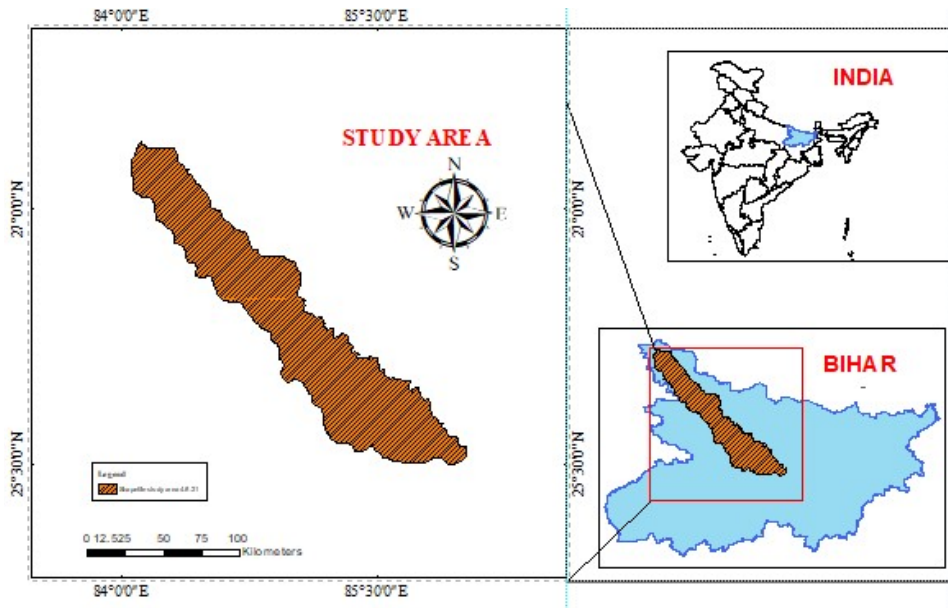 84°0'0"E 85°30'0"E
STUDY AREA
N
W E
S
27°0'0"N 27°0'0"N
25°30'0"N 25°30'0"N
Legend
0 12.525 50 75 100
Kilometers
84°0'0"E 85°30'0"E
INDIA
BIHAR